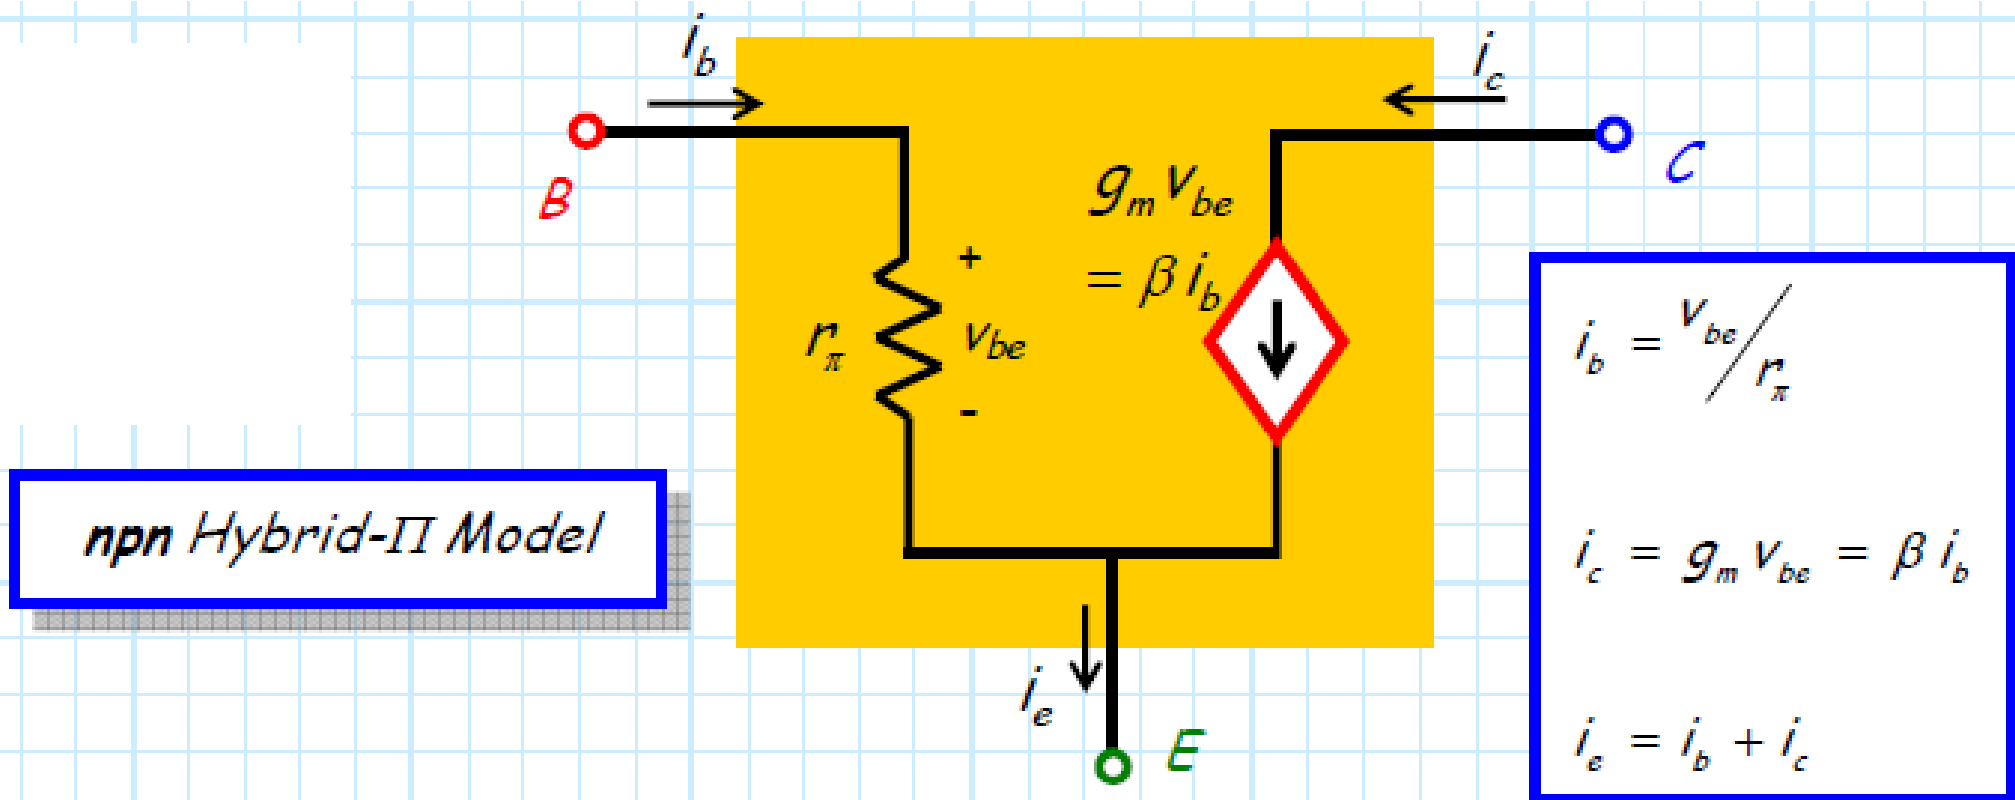 i_b
i_c
B
C
g_m v_be
= β i_b
+
r_π
v_be
-
i_b = v_be / r_π
npn Hybrid-Π Model
i_c = g_m v_be = β i_b
i_e
E
i_e = i_b + i_c